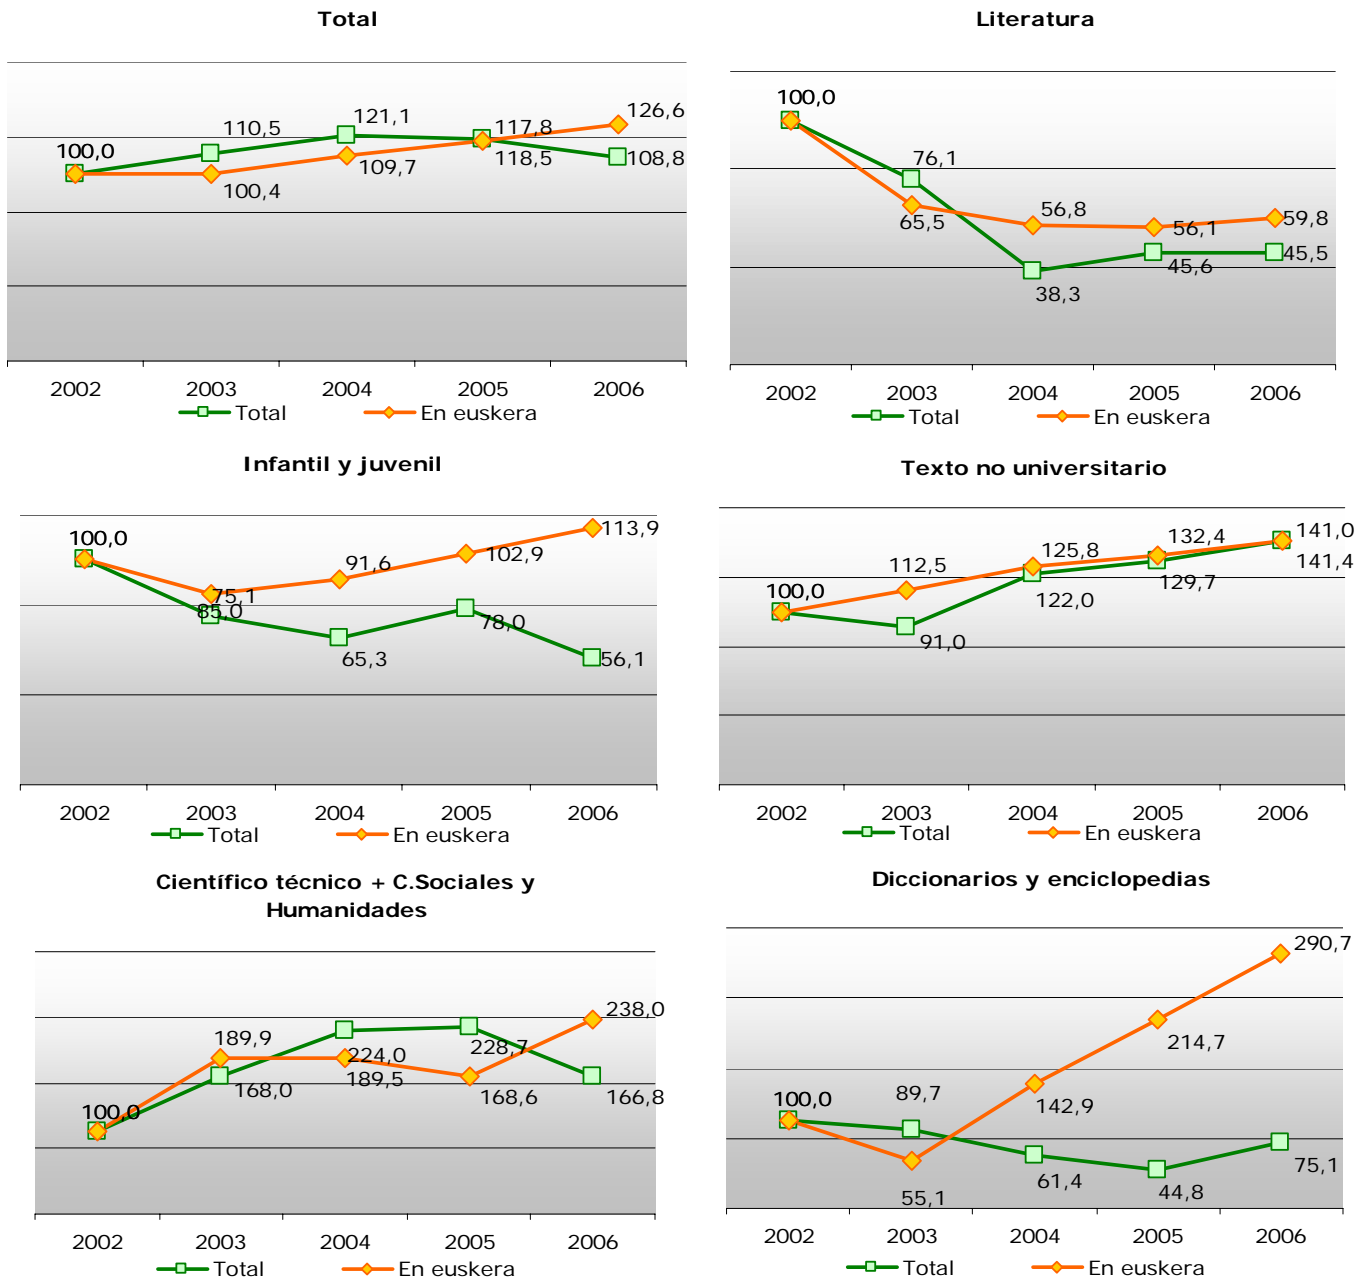 Total
126,6
121,1
117,8
110,5
100,0
108,8
118,5
109,7
100,4
2002 2003 2004 2005 2006
Total En euskera
Literatura
100,0
76,1
65,5
56,8
56,1
59,8
45,5
45,6
38,3
2002 2003 2004 2005 2006
Total En euskera
Infantil y juvenil
113,9
100,0
102,9
91,6
75,1
85,0
78,0
65,3
56,1
2002 2003 2004 2005 2006
Total En euskera
Texto no universitario
141,0
132,4
125,8
112,5
141,4
129,7
122,0
100,0
91,0
2002 2003 2004 2005 2006
Total En euskera
Científico técnico + C.Sociales y
Humanidades
238,0
189,9
228,7
224,0
189,5
168,0
168,6
166,8
100,0
2002 2003 2004 2005 2006
Total En euskera
Diccionarios y enciclopedias
290,7
214,7
142,9
100,0
89,7
75,1
61,4
55,1
44,8
2002 2003 2004 2005 2006
Total En euskera